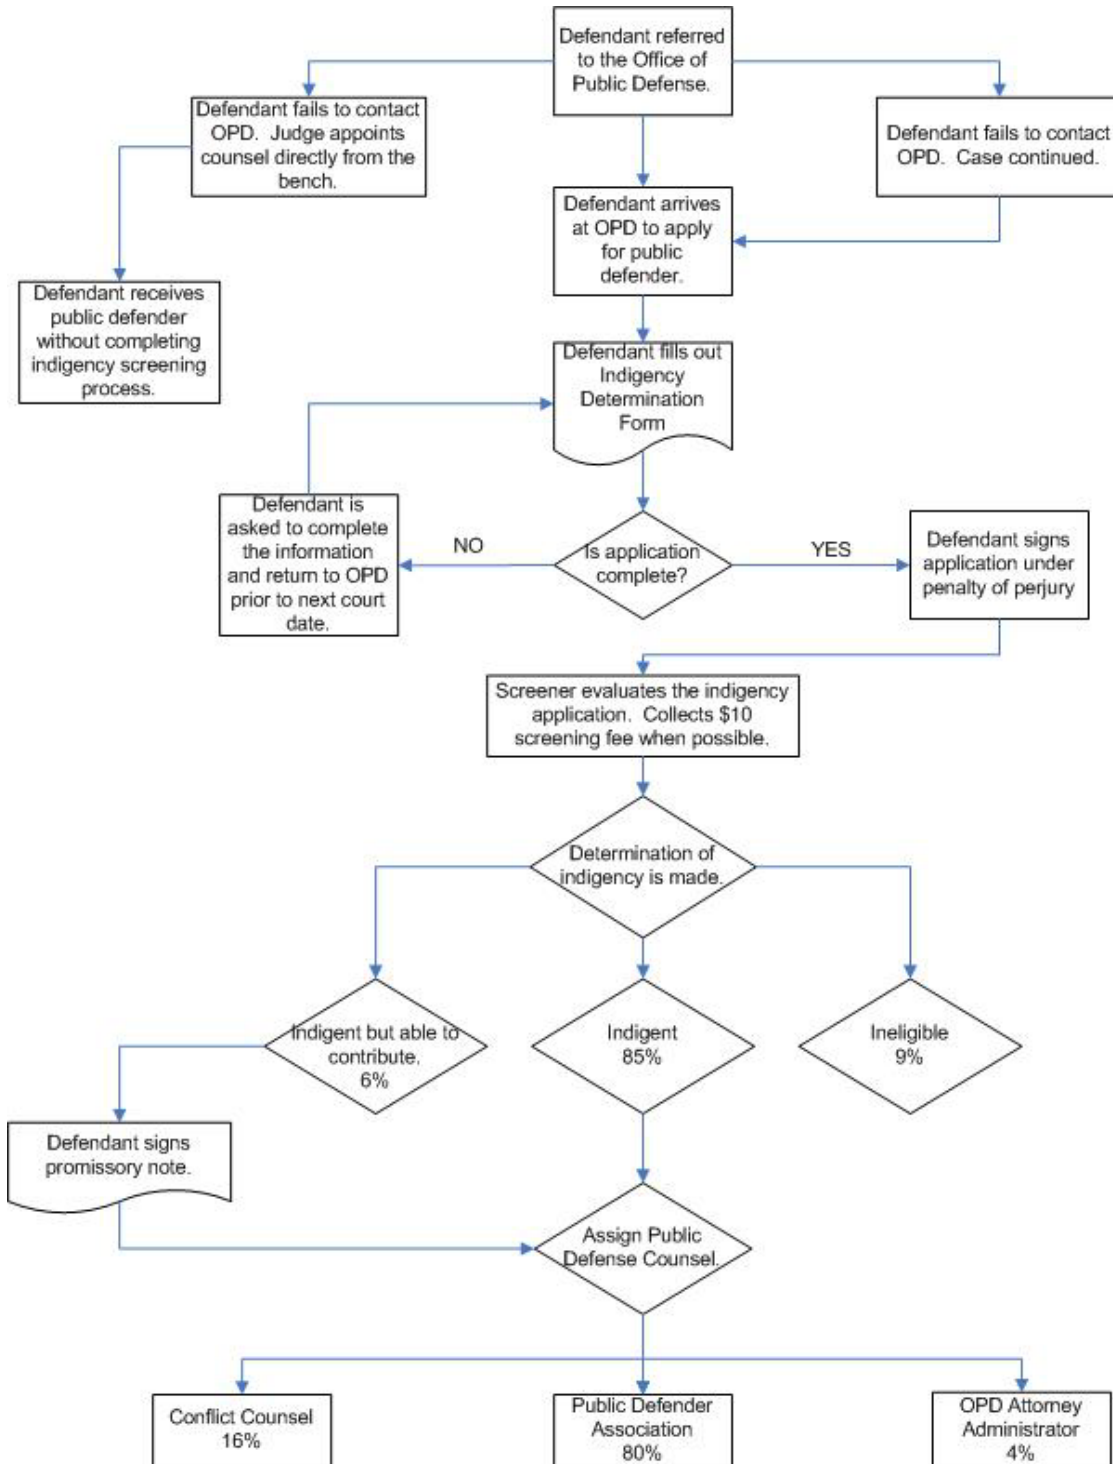 Defendant referred
to the Office of
Public Defense.
Defendant fails to contact
OPD.  Judge appoints
counsel directly from the
bench.
Defendant fails to contact
OPD.  Case continued.
Defendant arrives
at OPD to apply
for public
defender.
Defendant receives
public defender
without completing
indigency screening
process.
Defendant fills out
Indigency
Determination
Form
Defendant is
asked to complete
the information
and return to OPD
prior to next court
date.
NO
Is application
complete?
YES
Defendant signs
application under
penalty of perjury
Screener evaluates the indigency
application.  Collects $10
screening fee when possible.
Determination of
indigency is made.
Indigent but able to
contribute.
6%
Indigent
85%
Ineligible
9%
Defendant signs
promissory note.
Assign Public
Defense Counsel.
Conflict Counsel
16%
Public Defender
Association
80%
OPD Attorney
Administrator
4%